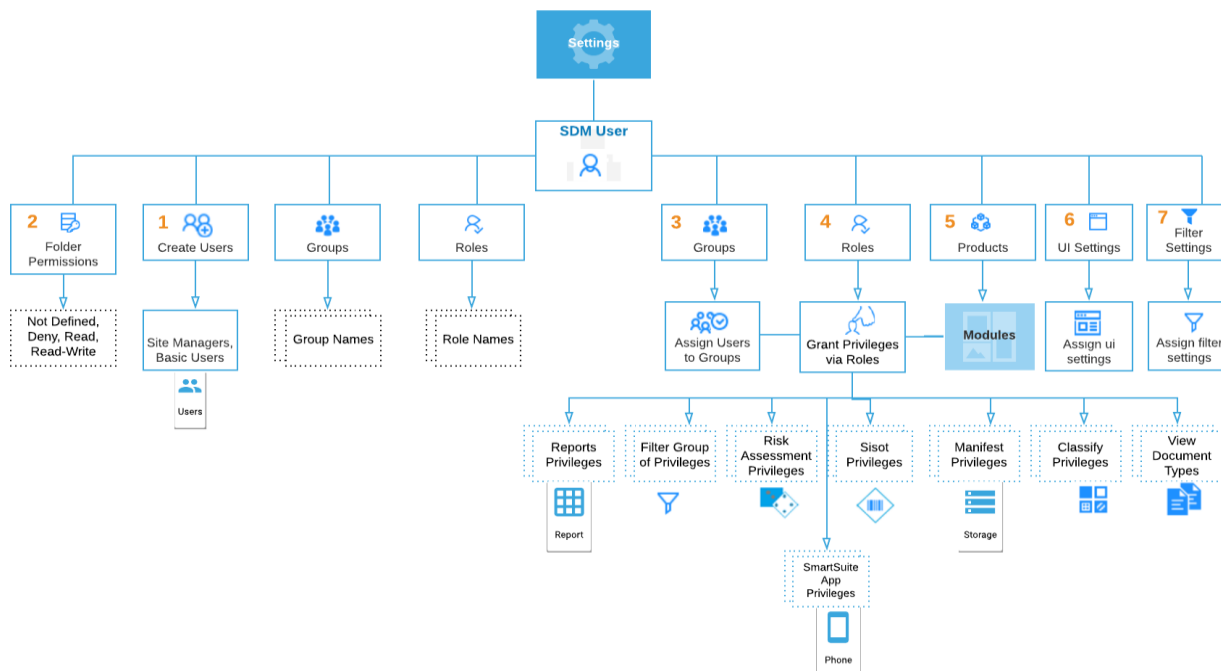 Settings
SDM User
2
Folder
Permissions
1
Create Users
Groups
Roles
3
Groups
4
Roles
5
Products
6
UI Settings
7
Filter
Settings
Not Defined,
Deny, Read,
Read-Write
Site Managers,
Basic Users
Users
Group Names
Role Names
Assign Users
to Groups
Grant Privileges
via Roles
Modules
Assign ui
settings
Assign filter
settings
Reports
Privileges
Filter Group
of Privileges
Risk
Assessment
Privileges
Sisot
Privileges
Manifest
Privileges
Classify
Privileges
View
Document
Types
Report
Storage
SmartSuite
App
Privileges
Phone